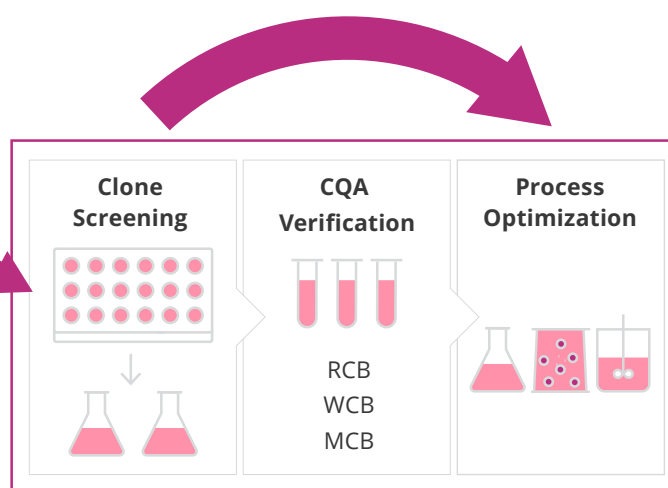 Clone
Screening
CQA
Verification
RCB
WCB
MCB
Process
Optimization